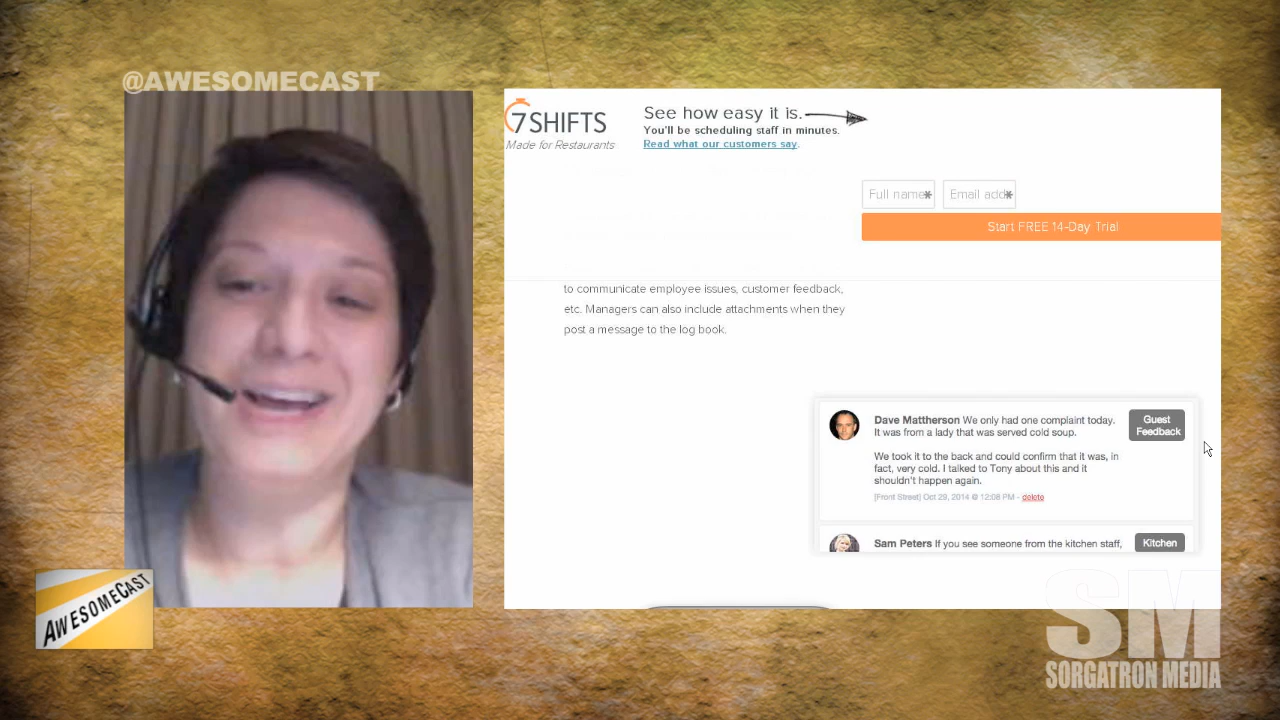 @AWESOMECAST
7SHIFTS
Made for Restaurants
See how easy it is.
You'll be scheduling staff in minutes.
Read what our customers say.
Full name
Email add
Start FREE 14-Day Trial
to communicate employee issues, customer feedback,
etc. Managers can also include attachments when they
post a message to the log book.
Dave Mattherson We only had one complaint today.
It was from a lady that was served cold soup.
We took it to the back and could confirm that it was, in
fact, very cold. I talked to Tony about this and it
shouldn't happen again.
[Front Street] Oct 29, 2014 @ 12:08 PM - delete
Guest
Feedback
Sam Peters If you see someone from the kitchen staff,
Kitchen
AWESOMECAST
SM
SORGATRON MEDIA